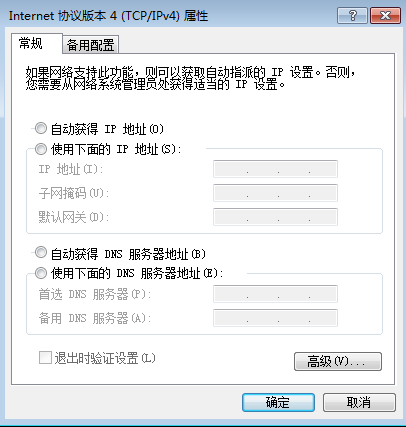 Internet 协议版本 4 (TCP/IPv4) 属性
常规 备用配置
如果网络支持此功能,则可以获取自动指派的 IP 设置。否则,
您需要从网络系统管理员处获得适当的 IP 设置。
自动获得 IP 地址(O)
使用下面的 IP 地址(S):
IP 地址(I):
子网掩码(U):
默认网关(D):
自动获得 DNS 服务器地址(B)
使用下面的 DNS 服务器地址(E):
首选 DNS 服务器(P):
备用 DNS 服务器(A):
退出时验证设置(L)
高级(V)...
确定 取消